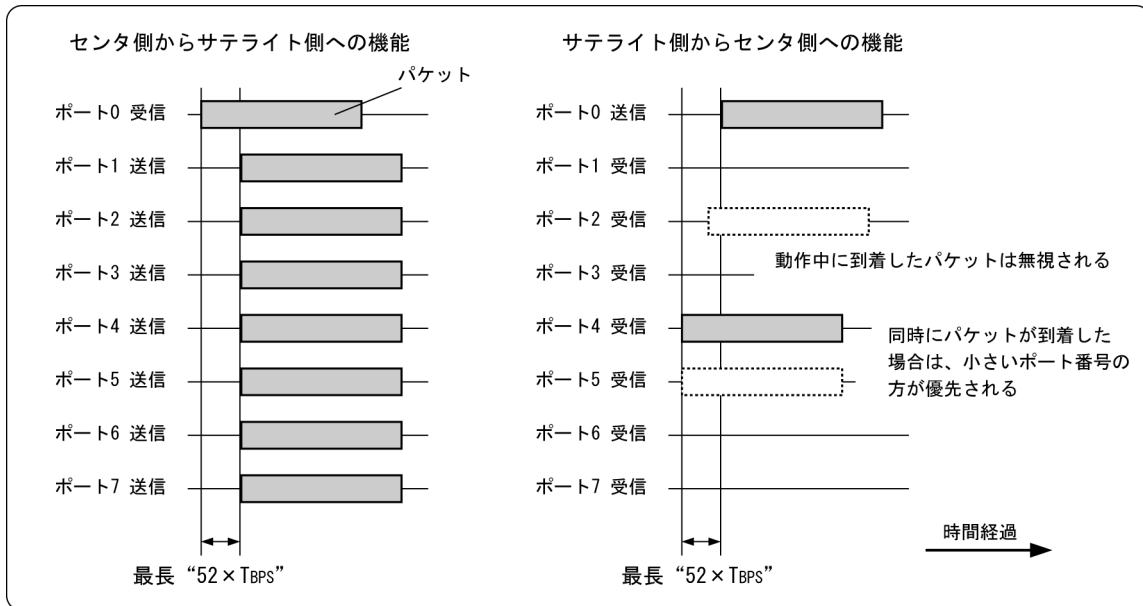 センタ側からサテライト側への機能
パケット
ポート0 受信
ポート1 送信
ポート2 送信
ポート3 送信
ポート4 送信
ポート5 送信
ポート6 送信
ポート7 送信
最長 “52×TBPS”
サテライト側からセンタ側への機能
ポート0 送信
ポート1 受信
ポート2 受信
動作中に到着したパケットは無視される
ポート3 受信
ポート4 受信
同時にパケットが到着した
場合は、小さいポート番号の
方が優先される
ポート5 受信
ポート6 受信
ポート7 受信
時間経過
最長 “52×TBPS”